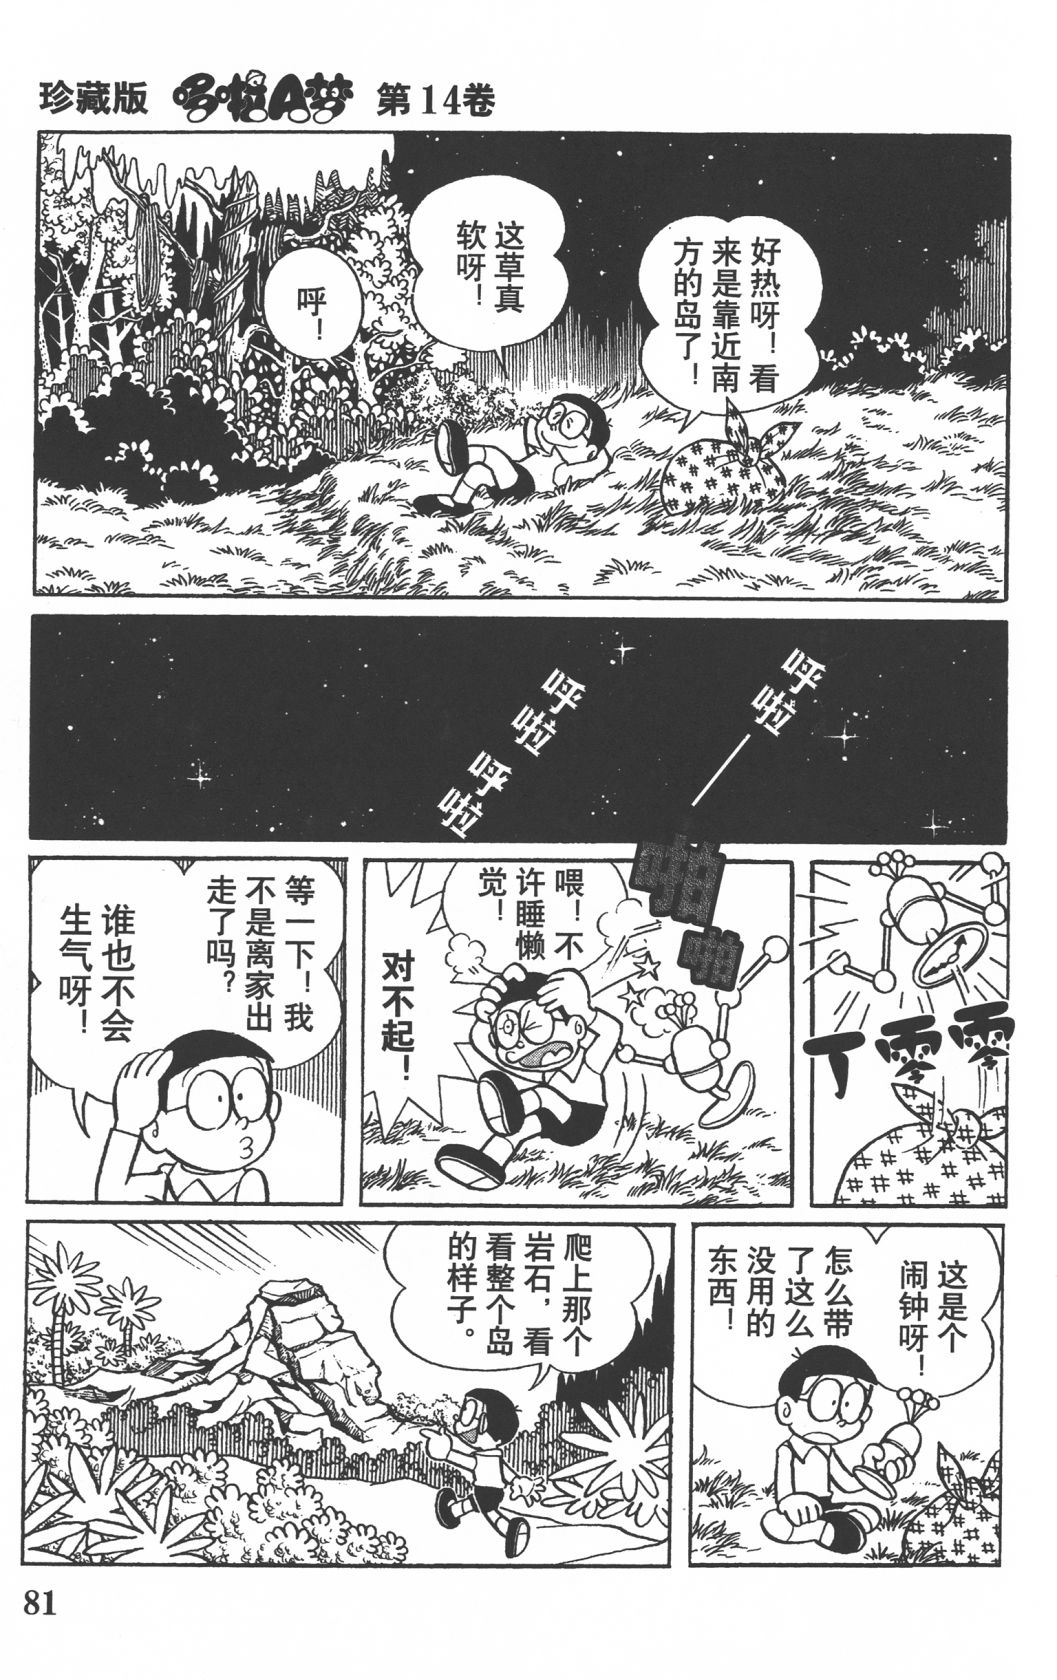 珍藏版 哆啦A梦 第14卷
好热呀！看
来是靠近南
方的岛了！
这草真
软呀！
呼！
呼
啦
呼
啦
呼
啦
丁零零
啪
啪
喂！不
许睡懒
觉！
对不起！
等一下！我
不是离家出
走了吗？
谁也不会
生气呀！
这是个
闹钟呀！
怎么带
了这么
没用的
东西！
爬上那个
岩石，看
看整个岛
的样子。
81